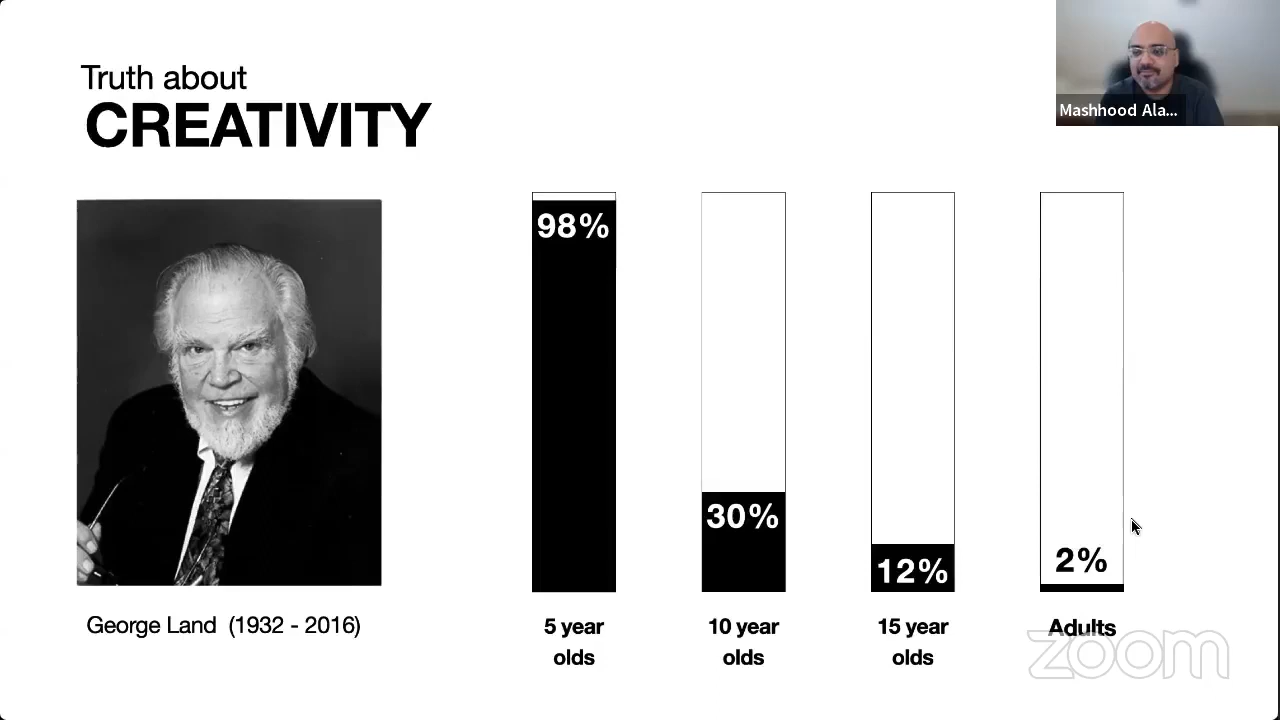 Truth about
CREATIVITY
Mashhood Ala...
98%
30%
12%
2%
George Land (1932 - 2016)
5 year
olds
10 year
olds
15 year
olds
Adults
zoom